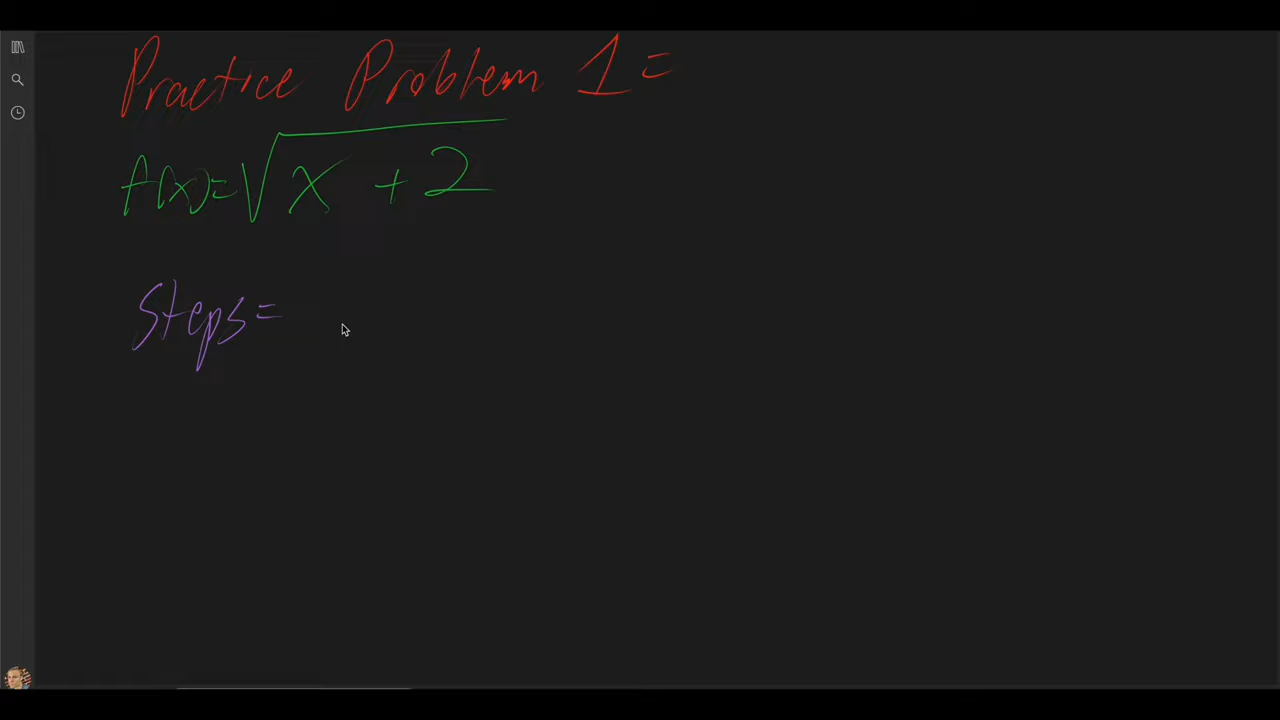 Practice Problem 1=
f(x)=√x + 2
Steps=